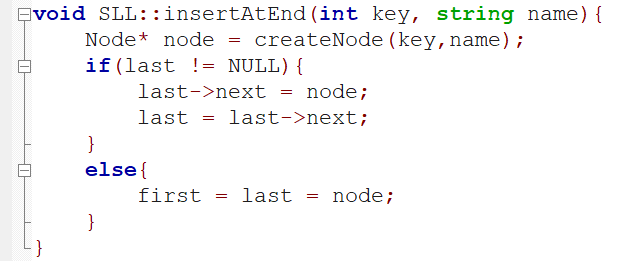 void SLL::insertAtEnd(int key, string name){
    Node* node = createNode(key,name);
    if(last != NULL){
        last->next = node;
        last = last->next;
    }
    else{
        first = last = node;
    }
}